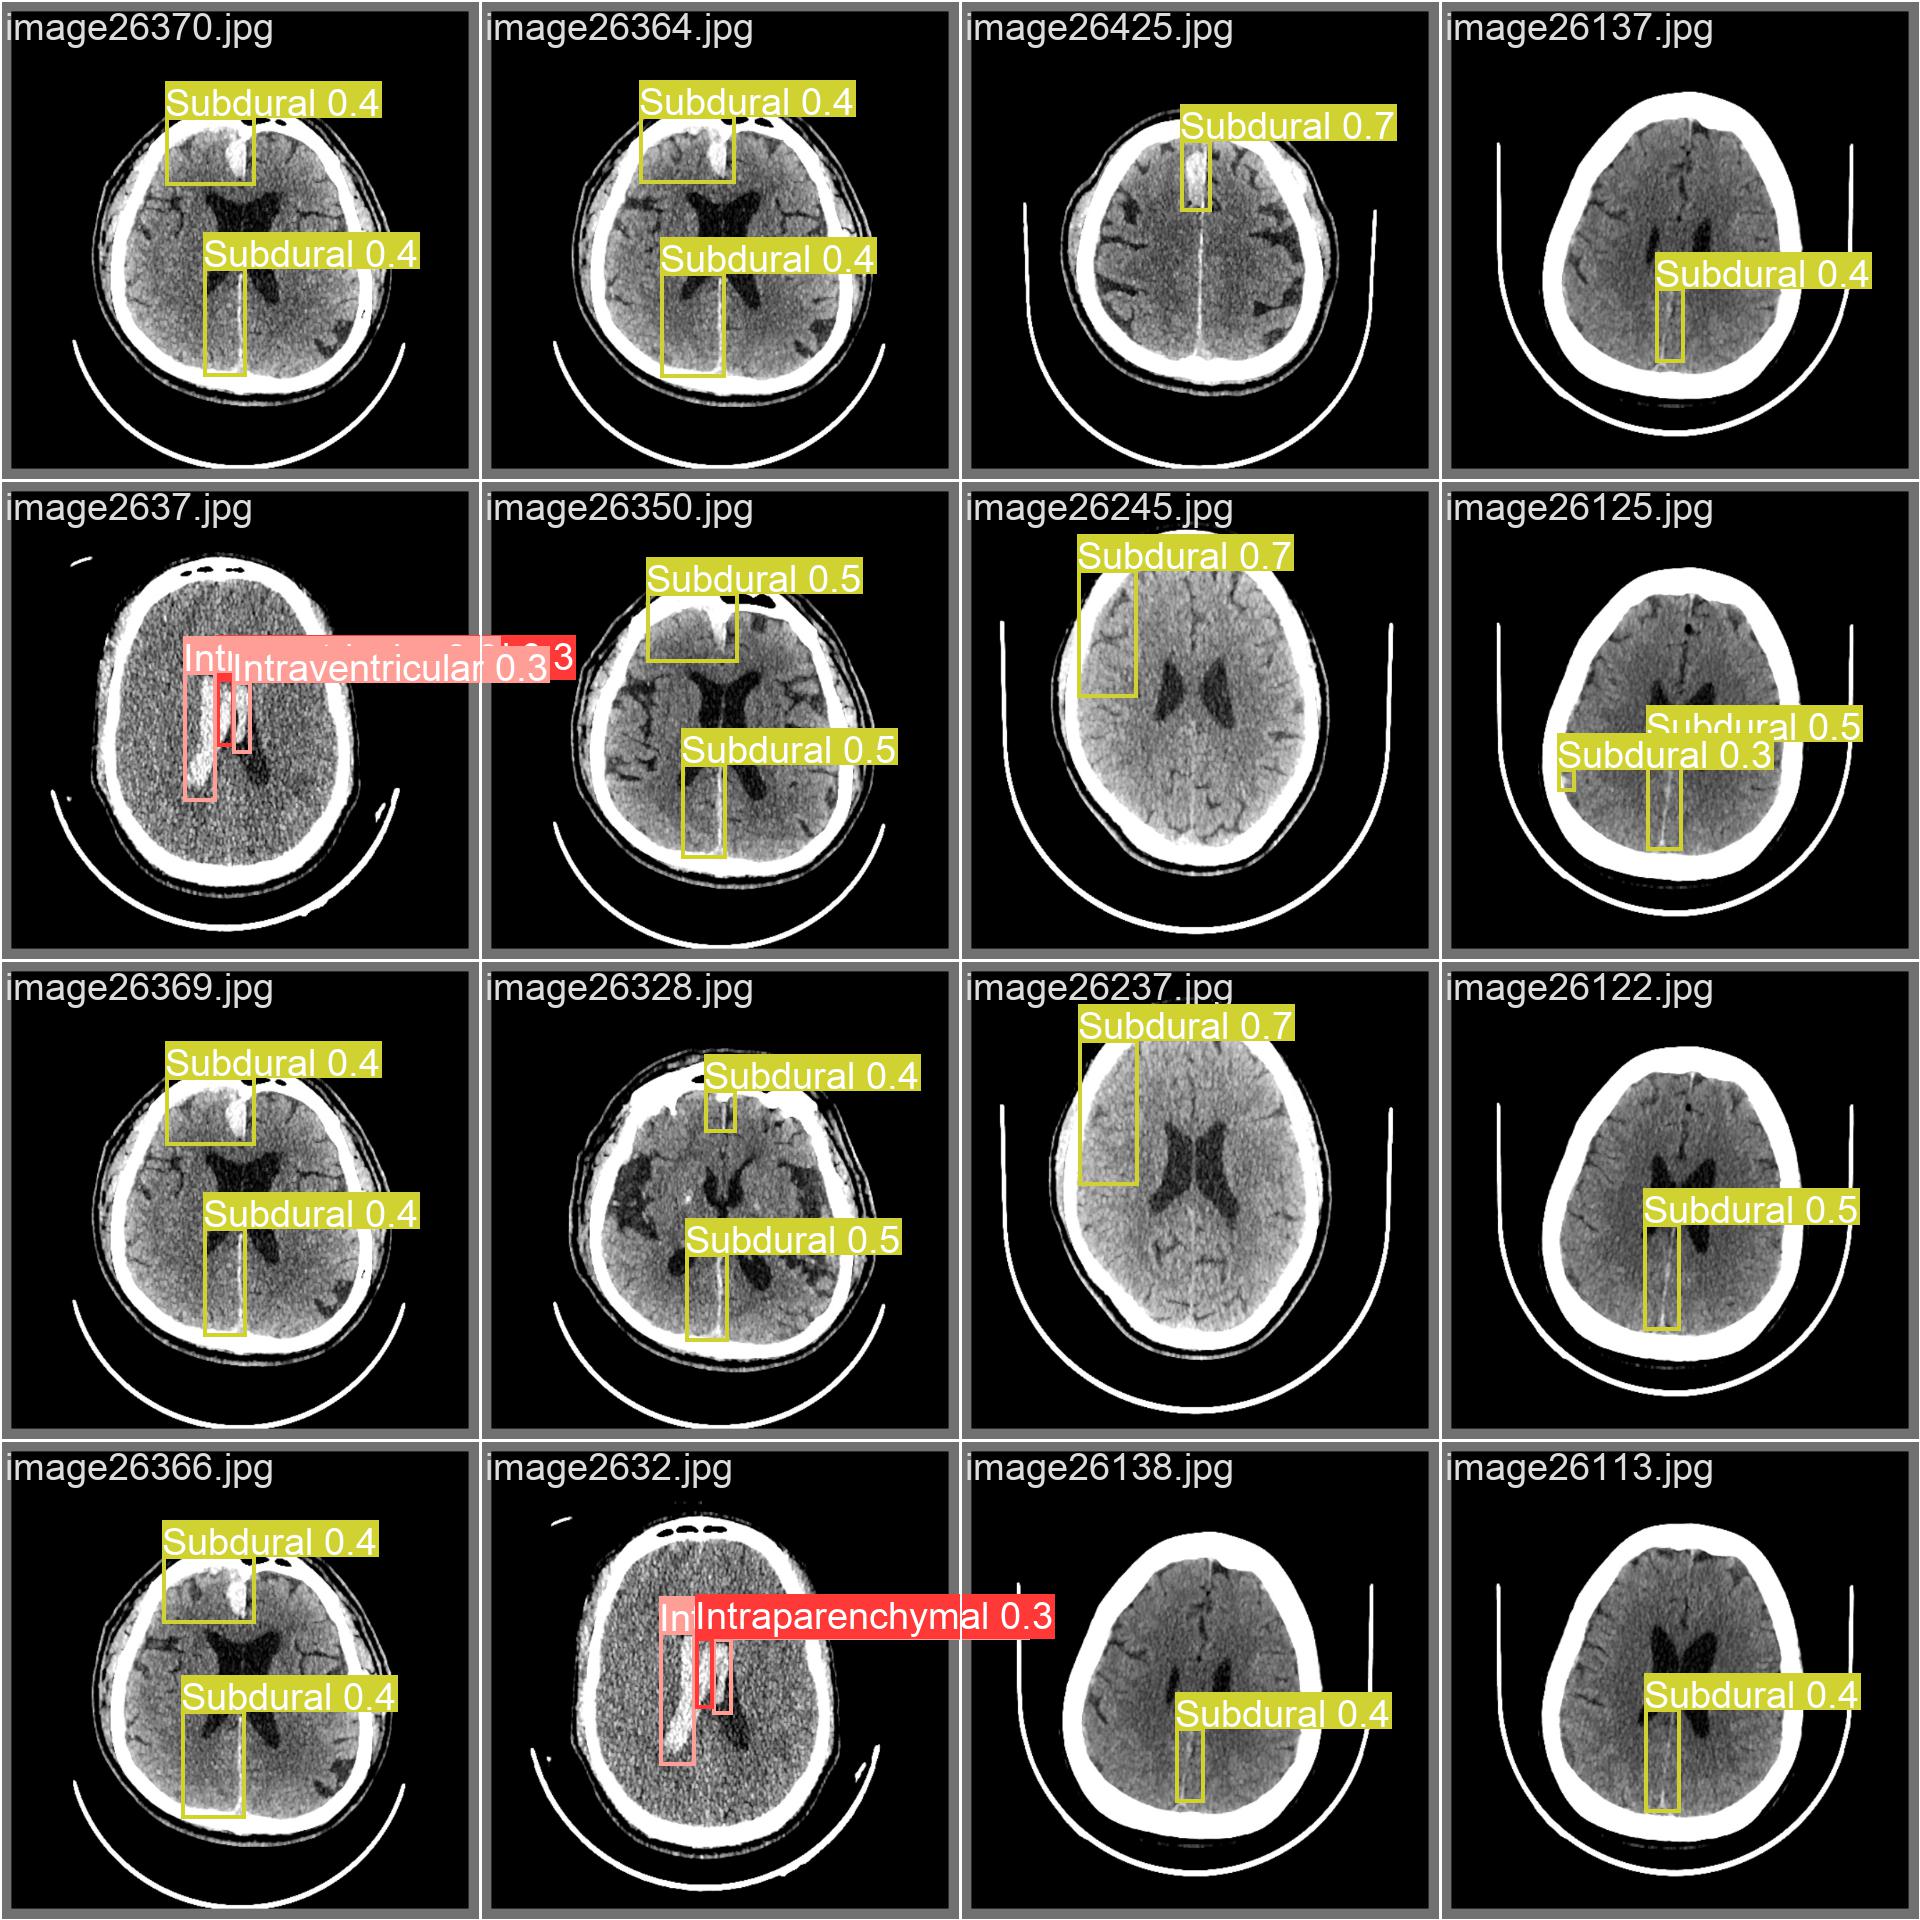 image26370.jpg
Subdural 0.4
Subdural 0.4
image26364.jpg
Subdural 0.4
Subdural 0.4
image26425.jpg
Subdural 0.7
image26137.jpg
Subdural 0.4
image2637.jpg
Intraventricular 0.3
3
image26350.jpg
Subdural 0.5
Subdural 0.5
image26245.jpg
Subdural 0.7
image26125.jpg
Subdural 0.5
Subdural 0.3
image26369.jpg
Subdural 0.4
Subdural 0.4
image26328.jpg
Subdural 0.4
Subdural 0.5
image26237.jpg
Subdural 0.7
image26122.jpg
Subdural 0.5
image26366.jpg
Subdural 0.4
Subdural 0.4
image2632.jpg
Intraparenchymal 0.3
image26138.jpg
Subdural 0.4
image26113.jpg
Subdural 0.4